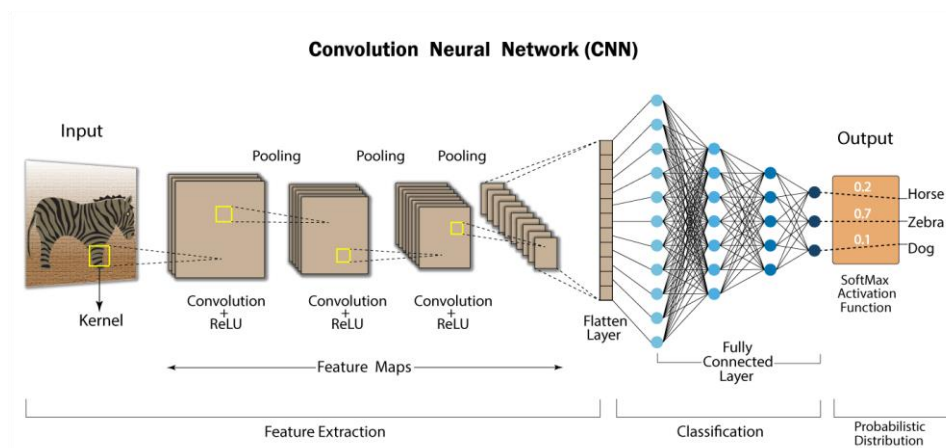 Convolution Neural Network (CNN)
Input
Kernel
Pooling
Pooling
Pooling
Convolution
+
ReLU
Convolution
+
ReLU
Convolution
+
ReLU
Feature Maps
Flatten
Layer
Fully
Connected
Layer
Output
0.2
0.7
0.1
Horse
Zebra
Dog
SoftMax
Activation
Function
Feature Extraction
Classification
Probabilistic
Distribution